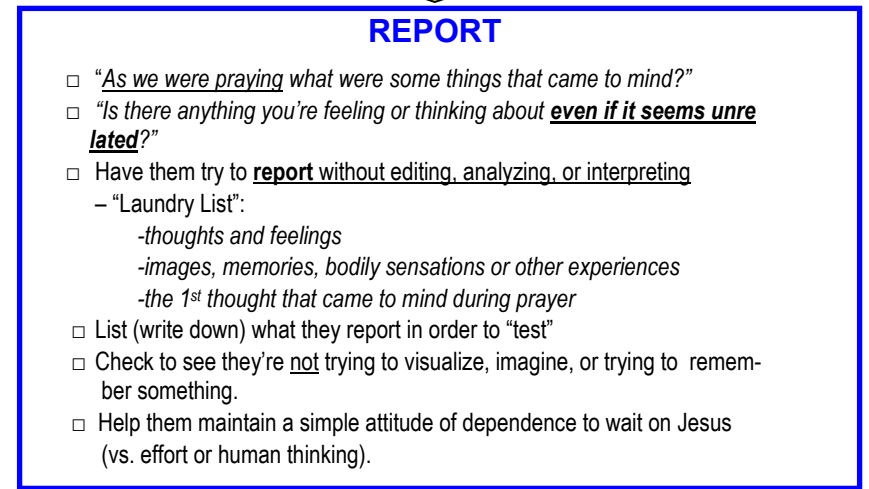 REPORT
□ “As we were praying what were some things that came to mind?”
□ “Is there anything you’re feeling or thinking about even if it seems unre
lated?”
□ Have them try to report without editing, analyzing, or interpreting
– “Laundry List”:
-thoughts and feelings
-images, memories, bodily sensations or other experiences
-the 1st thought that came to mind during prayer
□ List (write down) what they report in order to “test”
□ Check to see they’re not trying to visualize, imagine, or trying to remem-
ber something.
□ Help them maintain a simple attitude of dependence to wait on Jesus
(vs. effort or human thinking).